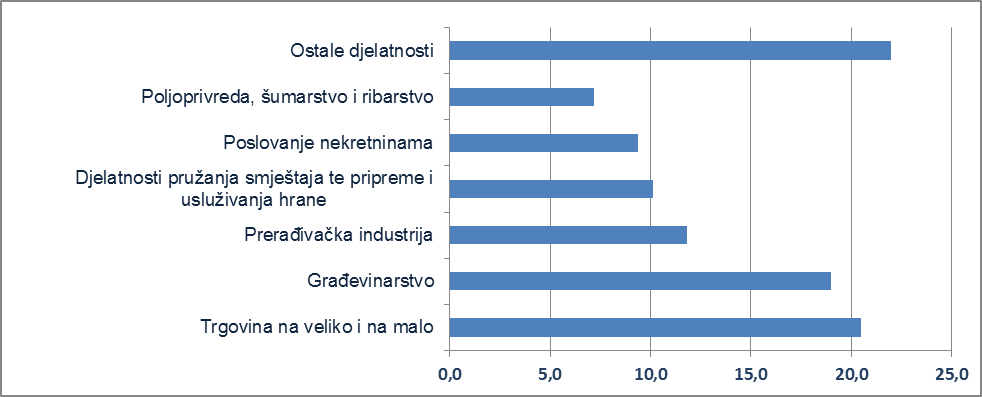 Ostale djelatnosti
Poljoprivreda, šumarstvo i ribarstvo
Poslovanje nekretninama
Djelatnosti pružanja smještaja te pripreme i
usluživanja hrane
Prerađivačka industrija
Građevinarstvo
Trgovina na veliko i na malo
0,0 5,0 10,0 15,0 20,0 25,0